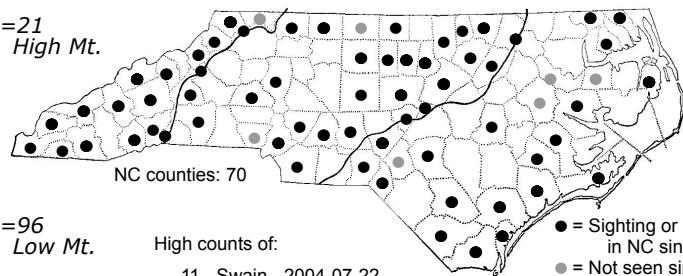 =21
High Mt.
NC counties: 70
=96
Low Mt.
High counts of:
= Sighting or
in NC sin
= Not seen si
11 Swain 2004-07-22